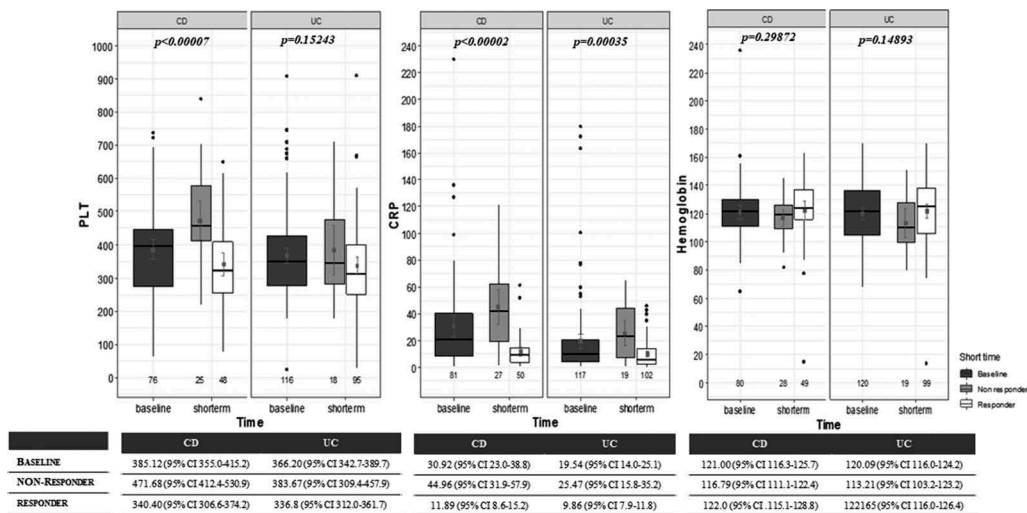 CD UC
CD UC
CD UC
p<0.00007 p=0.15243
p<0.00002 p=0.00035
p=0.29872 p=0.14893
PLT
1000
900
800
700
600
500
400
300
200
100
0
76 25 48 116 18 95
baseline shorterm baseline shorterm
Time
CRP
240
220
200
180
160
140
120
100
80
60
40
20
0
81 27 50 117 19 102
baseline shorterm baseline shorterm
Time
Hemoglobin
240
220
200
180
160
140
120
100
80
60
40
20
0
80 28 49 120 19 99
baseline shorterm baseline shorterm
Time
Short time
Baseline
Non responder
Responder
CD UC CD UC CD UC
BASELINE 385.12 (95% CI 355.0-415.2) 366.20 (95% CI 342.7-389.7) 30.92 (95% CI 23.0-38.8) 19.54 (95% CI 14.0-25.1) 121.00 (95% CI 116.3-125.7) 120.09 (95% CI 116.0-124.2)
NON-RESPONDER 471.68 (95% CI 412.4-530.9) 383.67 (95% CI 309.4-457.9) 44.96 (95% CI 31.9-57.9) 25.47 (95% CI 15.8-35.2) 116.79 (95% CI 111.1-122.4) 113.21 (95% CI 103.2-123.2)
RESPONDER 340.40 (95% CI 306.6-374.2) 336.8 (95% CI 312.0-361.7) 11.89 (95% CI 8.6-15.2) 9.86 (95% CI 7.9-11.8) 122.0 (95% CI .115.1-128.8) 122165 (95% CI 116.0-126.4)